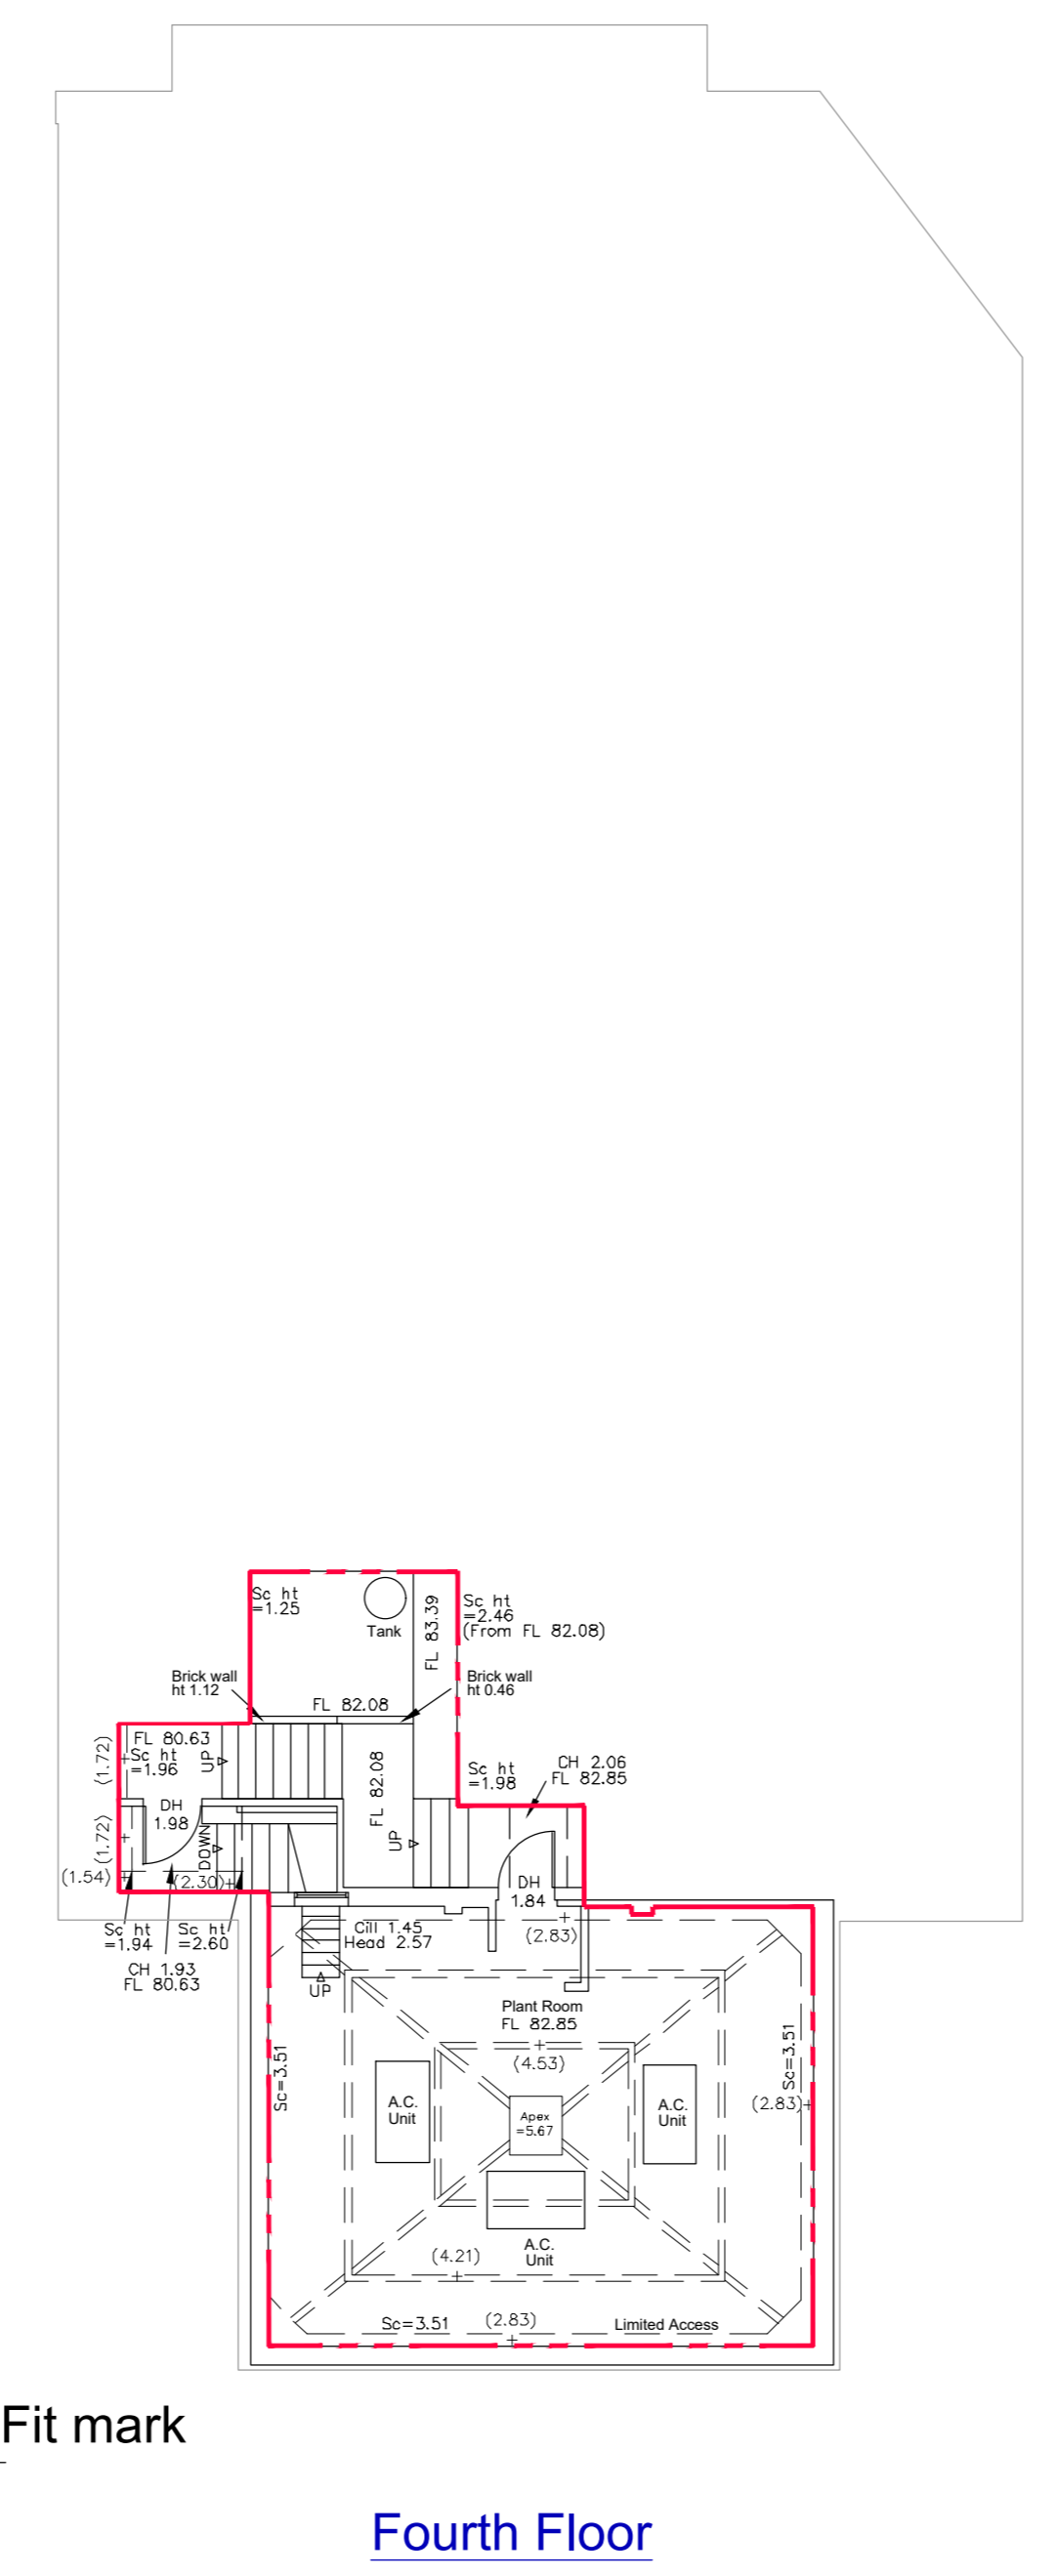 Sc ht
=1.25
Tank
FL 83.39
Sc ht
=2.46
(From FL 82.08)
Brick wall
ht 1.12
FL 82.08
Brick wall
ht 0.46
(1.72)
FL 80.63
Sc ht
=1.96
UP
FL 82.08
Sc ht
=1.98
CH 2.06
FL 82.85
(1.72)
DH
1.98
DOWN
UP
(1.54)
(2.30)
DH
1.84
Sc ht
=1.94
Sc ht
=2.60
CH 1.93
FL 80.63
Cill 1.45
Head 2.57
(2.83)
UP
Plant Room
FL 82.85
(4.53)
Sc=3.51
Sc=3.51
(2.83)
A.C.
Unit
Apex
=5.67
A.C.
Unit
A.C.
Unit
(4.21)
Sc=3.51
(2.83)
Limited Access
Fit mark
Fourth Floor